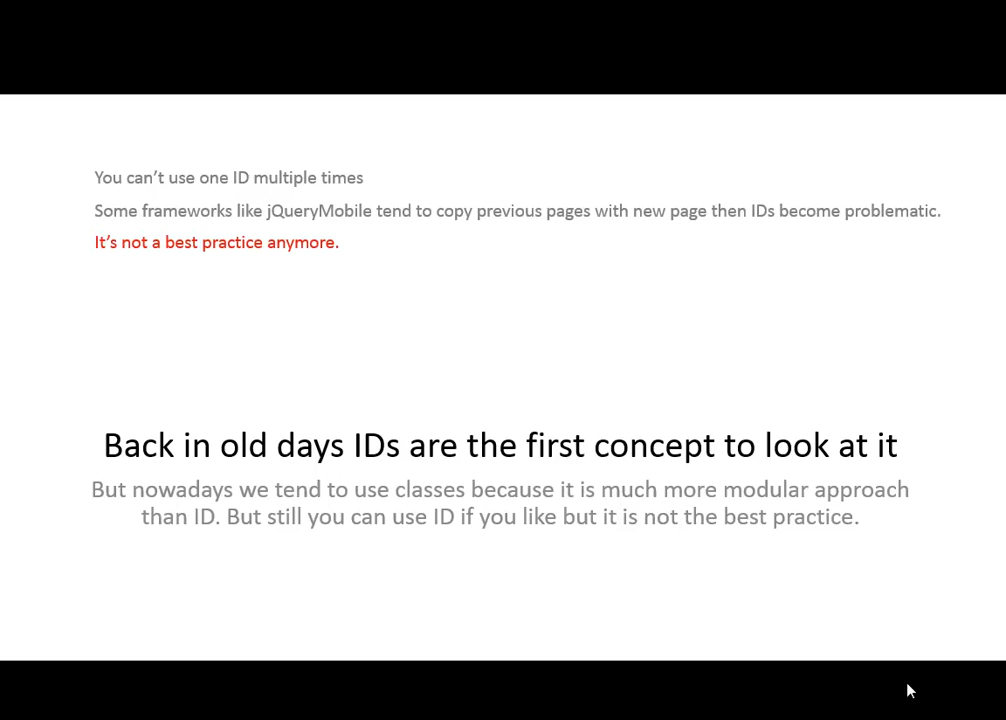 You can’t use one ID multiple times
Some frameworks like jQueryMobile tend to copy previous pages with new page then IDs become problematic.
It’s not a best practice anymore.
Back in old days IDs are the first concept to look at it
But nowadays we tend to use classes because it is much more modular approach
than ID. But still you can use ID if you like but it is not the best practice.